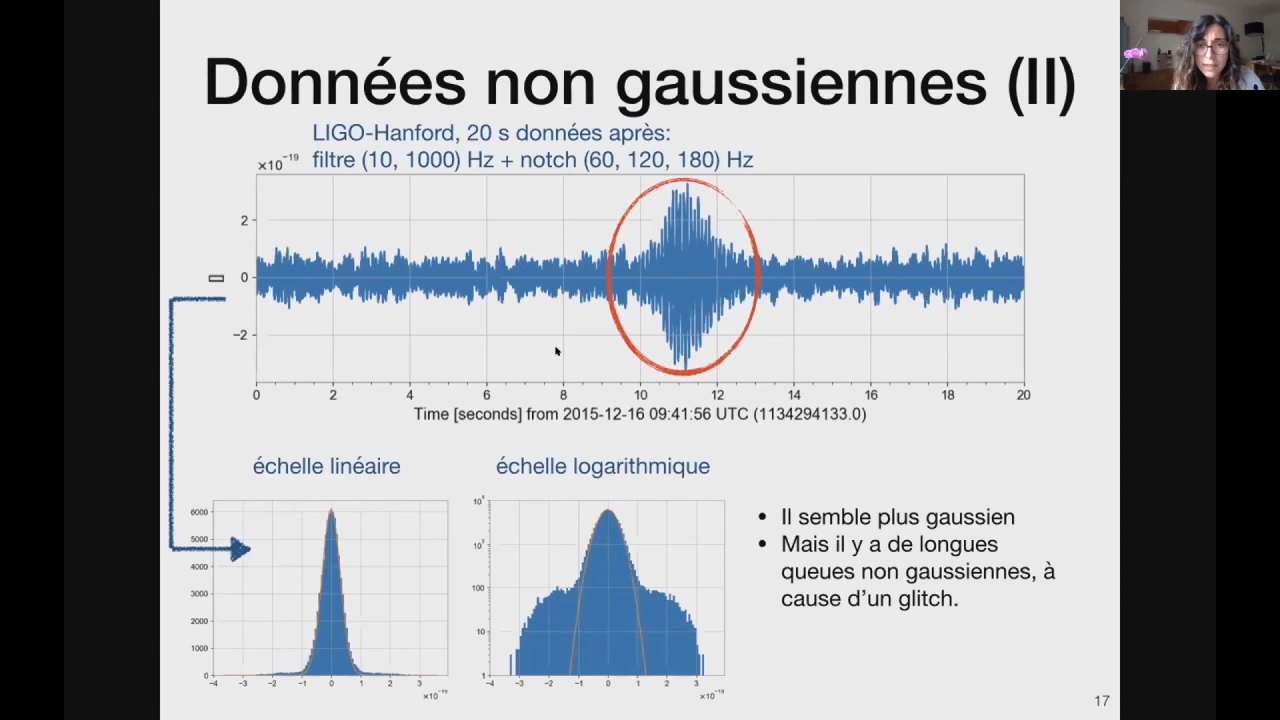 Données non gaussiennes (II)
LIGO-Hanford, 20 s données après:
×10⁻¹⁹ filtre (10, 1000) Hz + notch (60, 120, 180) Hz
2
0
−2
0 2 4 6 8 10 12 14 16 18 20
Time [seconds] from 2015-12-16 09:41:56 UTC (1134294133.0)
échelle linéaire
échelle logarithmique
6000
5000
4000
3000
2000
1000
0
−4 −3 −2 −1 0 1 2 3
×10⁻¹⁹
10⁴
10³
100
10
1
−4 −3 −2 −1 0 1 2 3
×10⁻¹⁹
• Il semble plus gaussien
• Mais il y a de longues
queues non gaussiennes, à
cause d’un glitch.
17